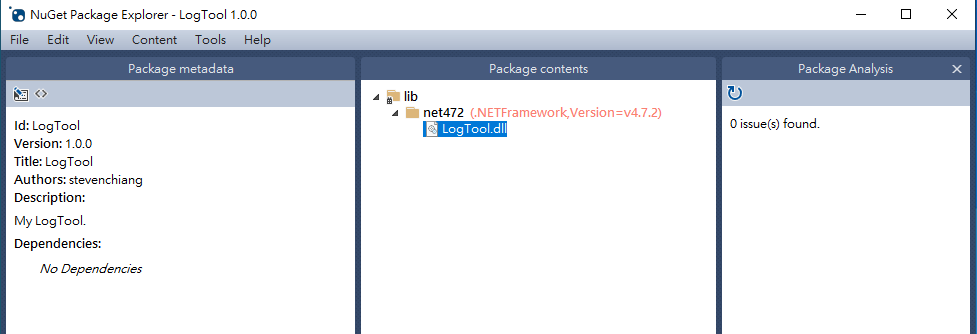 NuGet Package Explorer - LogTool 1.0.0
File Edit View Content Tools Help
Package metadata
Id: LogTool
Version: 1.0.0
Title: LogTool
Authors: stevenchiang
Description:
My LogTool.
Dependencies:
No Dependencies
Package contents
lib
net472 (.NETFramework,Version=v4.7.2)
LogTool.dll
Package Analysis
0 issue(s) found.